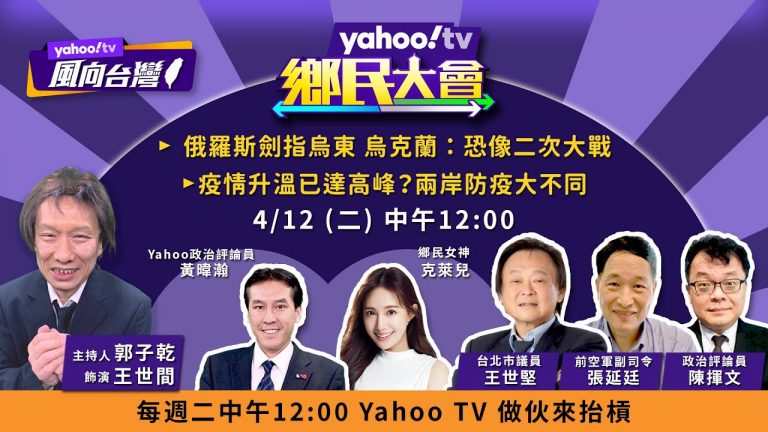 yahoo!tv
風向台灣
yahoo!tv
鄉民大會
▸ 俄羅斯劍指烏東 烏克蘭：恐像二次大戰
▸疫情升溫已達高峰？兩岸防疫大不同
4/12 (二) 中午12:00
Yahoo政治評論員
黃暐瀚
鄉民女神
克萊兒
主持人 郭子乾
飾演 王世間
台北市議員
王世堅
前空軍副司令
張延廷
政治評論員
陳揮文
每週二中午12:00 Yahoo TV 做伙來抬槓